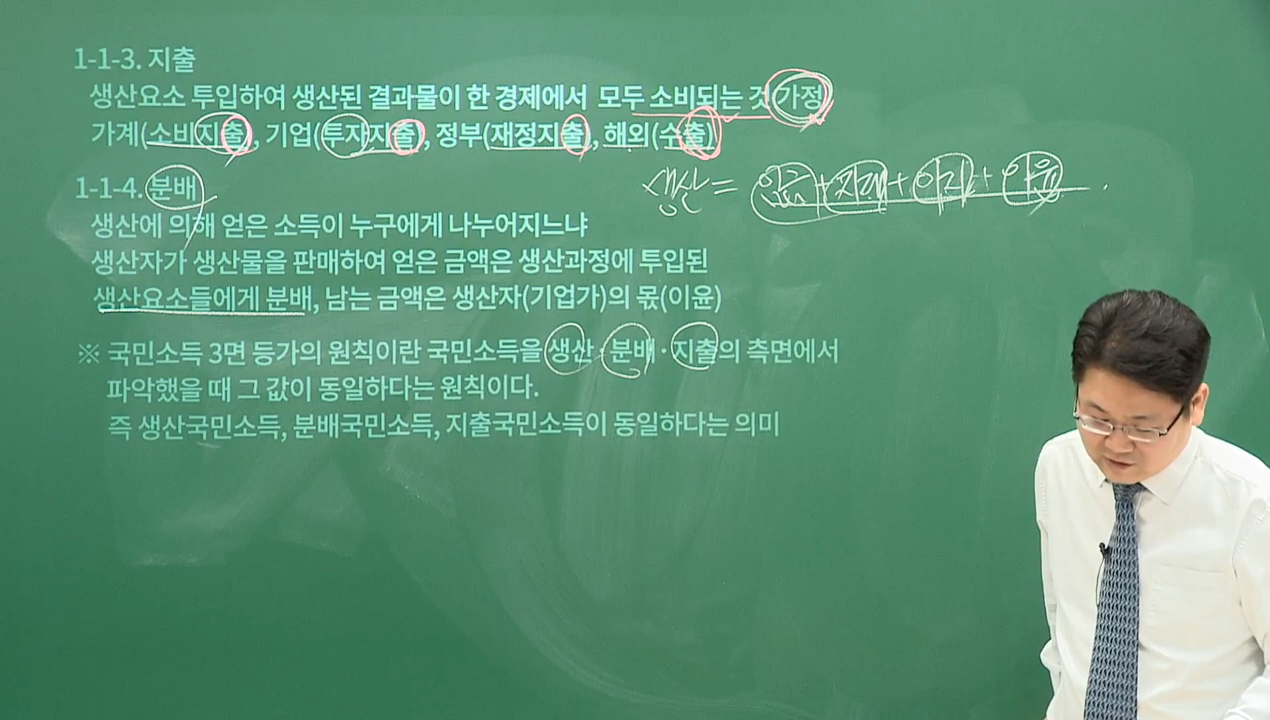 1-1-3. 지출
생산요소 투입하여 생산된 결과물이 한 경제에서 모두 소비되는 것 가정
가계(소비지출), 기업(투자지출), 정부(재정지출), 해외(수출)
생산 = 임금 + 지대 + 이자 + 이윤
1-1-4. 분배
생산에 의해 얻은 소득이 누구에게 나누어지느냐
생산자가 생산물을 판매하여 얻은 금액은 생산과정에 투입된
생산요소들에게 분배, 남는 금액은 생산자(기업가)의 몫(이윤)
※ 국민소득 3면 등가의 원칙이란 국민소득을 생산·분배·지출의 측면에서
파악했을 때 그 값이 동일하다는 원칙이다.
즉 생산국민소득, 분배국민소득, 지출국민소득이 동일하다는 의미